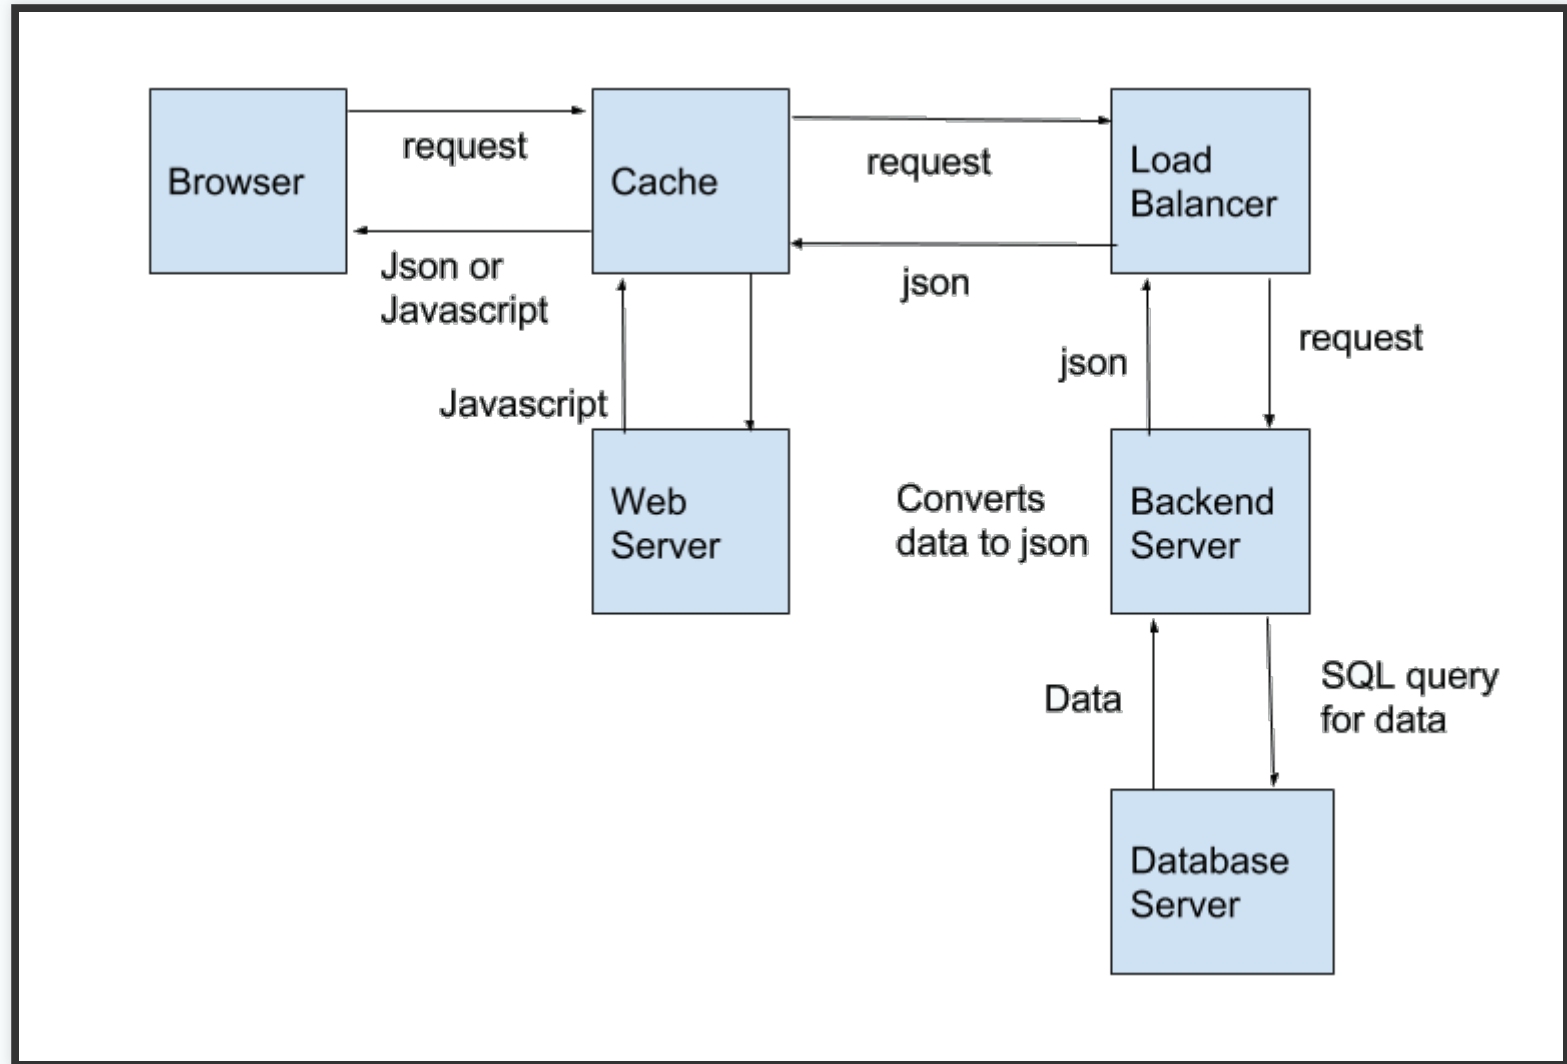 Browser
request
Json or
Javascript
Cache
request
json
Load
Balancer
Javascript
json
request
Web
Server
Converts
data to json
Backend
Server
Data
SQL query
for data
Database
Server